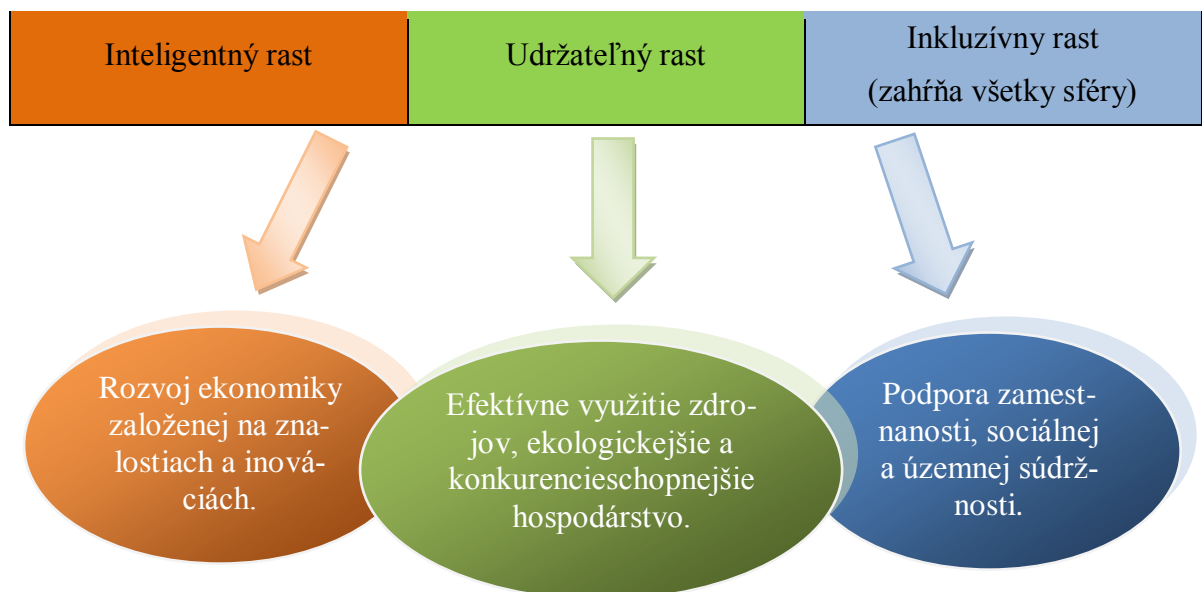 Inteligentný rast
Udržateľný rast
Inkluzívny rast
(zahŕňa všetky sféry)
Rozvoj ekonomiky
založenej na zna-
lostiach a inová-
ciách.
Efektívne využitie zdro-
jov, ekologickejšie a
konkurencieschopnejšie
hospodárstvo.
Podpora zamest-
nanosti, sociálnej
a územnej súdrž-
nosti.